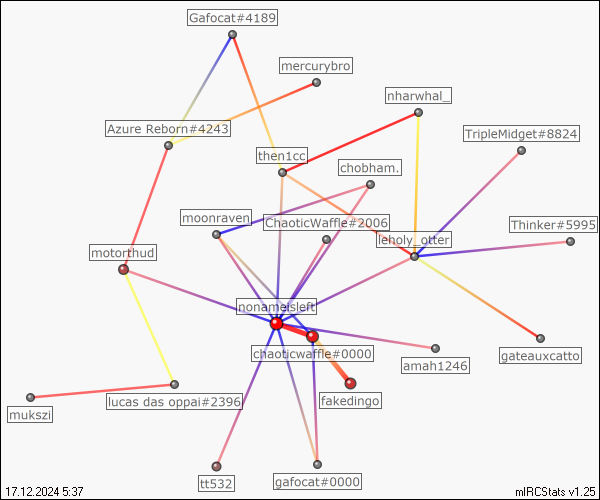 Gafocat#4189
mercurybro
nharwhal_
Azure Reborn#4243
TripleMidget#8824
then1cc
chobham.
moonraven
ChaoticWaffle#2006
Thinker#5995
leholy_otter
motorthud
nonameisleft
chaoticwaffle#0000
amah1246
gateauxcatto
lucas das oppai#2396
fakedingo
mukszi
tt532
gafocat#0000
17.12.2024 5:37
mIRCStats v1.25